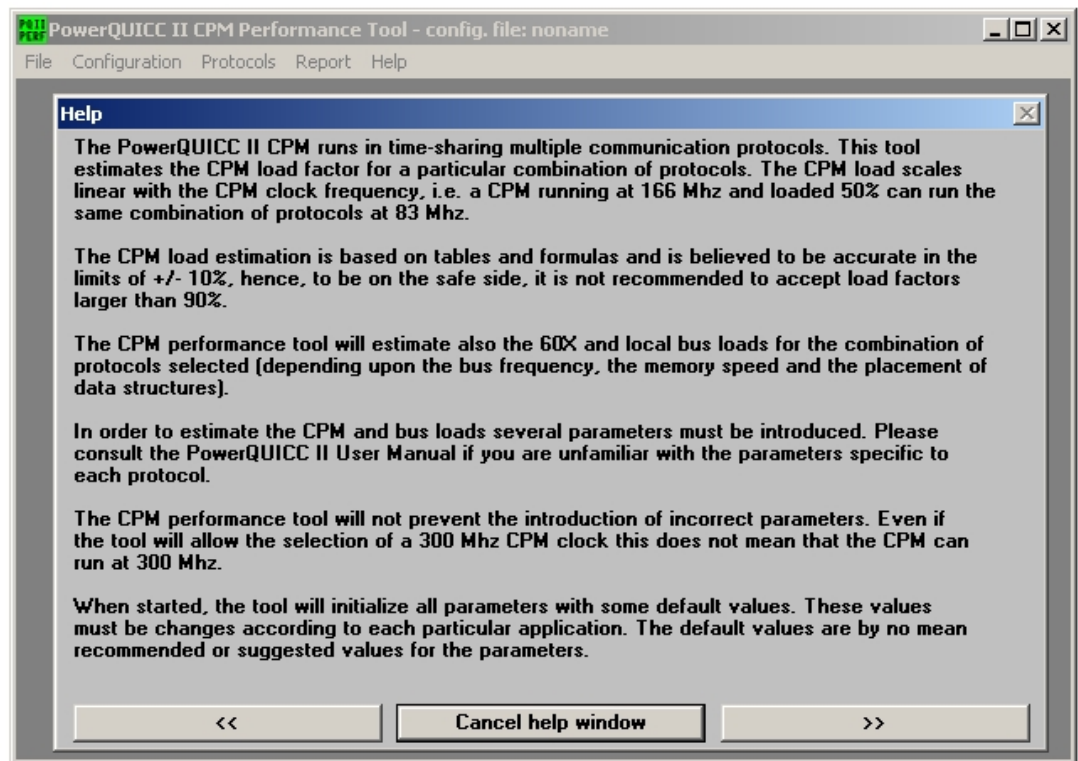 PQII
PERF
PowerQUICC II CPM Performance Tool - config. file: noname
File Configuration Protocols Report Help
Help
The PowerQUICC II CPM runs in time-sharing multiple communication protocols. This tool
estimates the CPM load factor for a particular combination of protocols. The CPM load scales
linear with the CPM clock frequency, i.e. a CPM running at 166 Mhz and loaded 50% can run the
same combination of protocols at 83 Mhz.
The CPM load estimation is based on tables and formulas and is believed to be accurate in the
limits of +/- 10%, hence, to be on the safe side, it is not recommended to accept load factors
larger than 90%.
The CPM performance tool will estimate also the 60X and local bus loads for the combination of
protocols selected (depending upon the bus frequency, the memory speed and the placement of
data structures).
In order to estimate the CPM and bus loads several parameters must be introduced. Please
consult the PowerQUICC II User Manual if you are unfamiliar with the parameters specific to
each protocol.
The CPM performance tool will not prevent the introduction of incorrect parameters. Even if
the tool will allow the selection of a 300 Mhz CPM clock this does not mean that the CPM can
run at 300 Mhz.
When started, the tool will initialize all parameters with some default values. These values
must be changes according to each particular application. The default values are by no mean
recommended or suggested values for the parameters.
<< Cancel help window >>